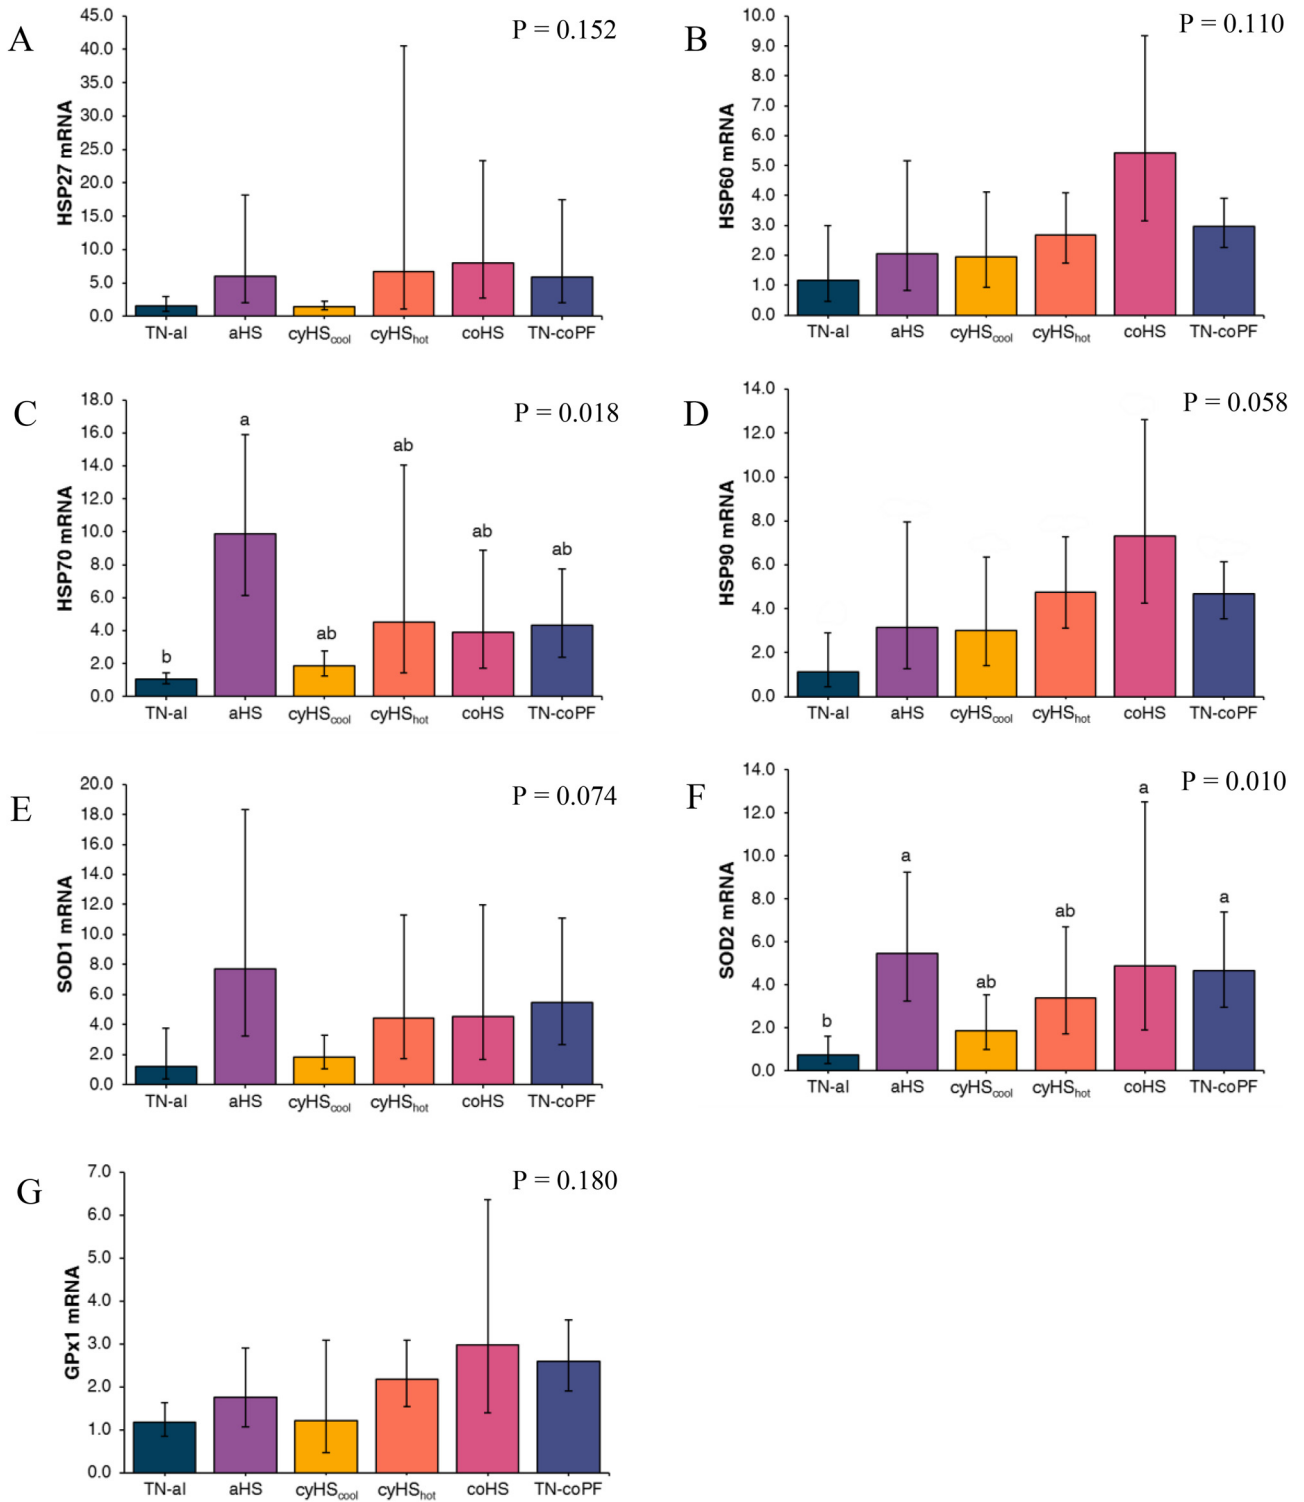 A
P = 0.152
HSP27 mRNA
45.0
40.0
35.0
30.0
25.0
20.0
15.0
10.0
5.0
0.0
TN-al aHS cyHScool cyHShot coHS TN-coPF
B
P = 0.110
HSP60 mRNA
10.0
9.0
8.0
7.0
6.0
5.0
4.0
3.0
2.0
1.0
0.0
TN-al aHS cyHScool cyHShot coHS TN-coPF
C
P = 0.018
HSP70 mRNA
18.0
16.0
14.0
12.0
10.0
8.0
6.0
4.0
2.0
0.0
b a ab ab ab ab
TN-al aHS cyHScool cyHShot coHS TN-coPF
D
P = 0.058
HSP90 mRNA
14.0
12.0
10.0
8.0
6.0
4.0
2.0
0.0
TN-al aHS cyHScool cyHShot coHS TN-coPF
E
P = 0.074
SOD1 mRNA
20.0
18.0
16.0
14.0
12.0
10.0
8.0
6.0
4.0
2.0
0.0
TN-al aHS cyHScool cyHShot coHS TN-coPF
F
P = 0.010
SOD2 mRNA
14.0
12.0
10.0
8.0
6.0
4.0
2.0
0.0
b a ab ab a a
TN-al aHS cyHScool cyHShot coHS TN-coPF
G
P = 0.180
GPx1 mRNA
7.0
6.0
5.0
4.0
3.0
2.0
1.0
0.0
TN-al aHS cyHScool cyHShot coHS TN-coPF